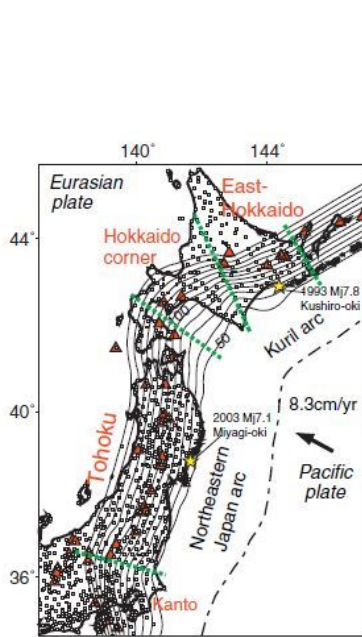 140°
144°
Eurasian
plate
East-
Hokkaido
44°
Hokkaido
corner
100
50
1993 Mj7.8
Kushiro-oki
Kuril arc
40°
8.3cm/yr
2003 Mj7.1
Miyagi-oki
Tohoku
Pacific
plate
Northeastern
Japan arc
36°
Kanto